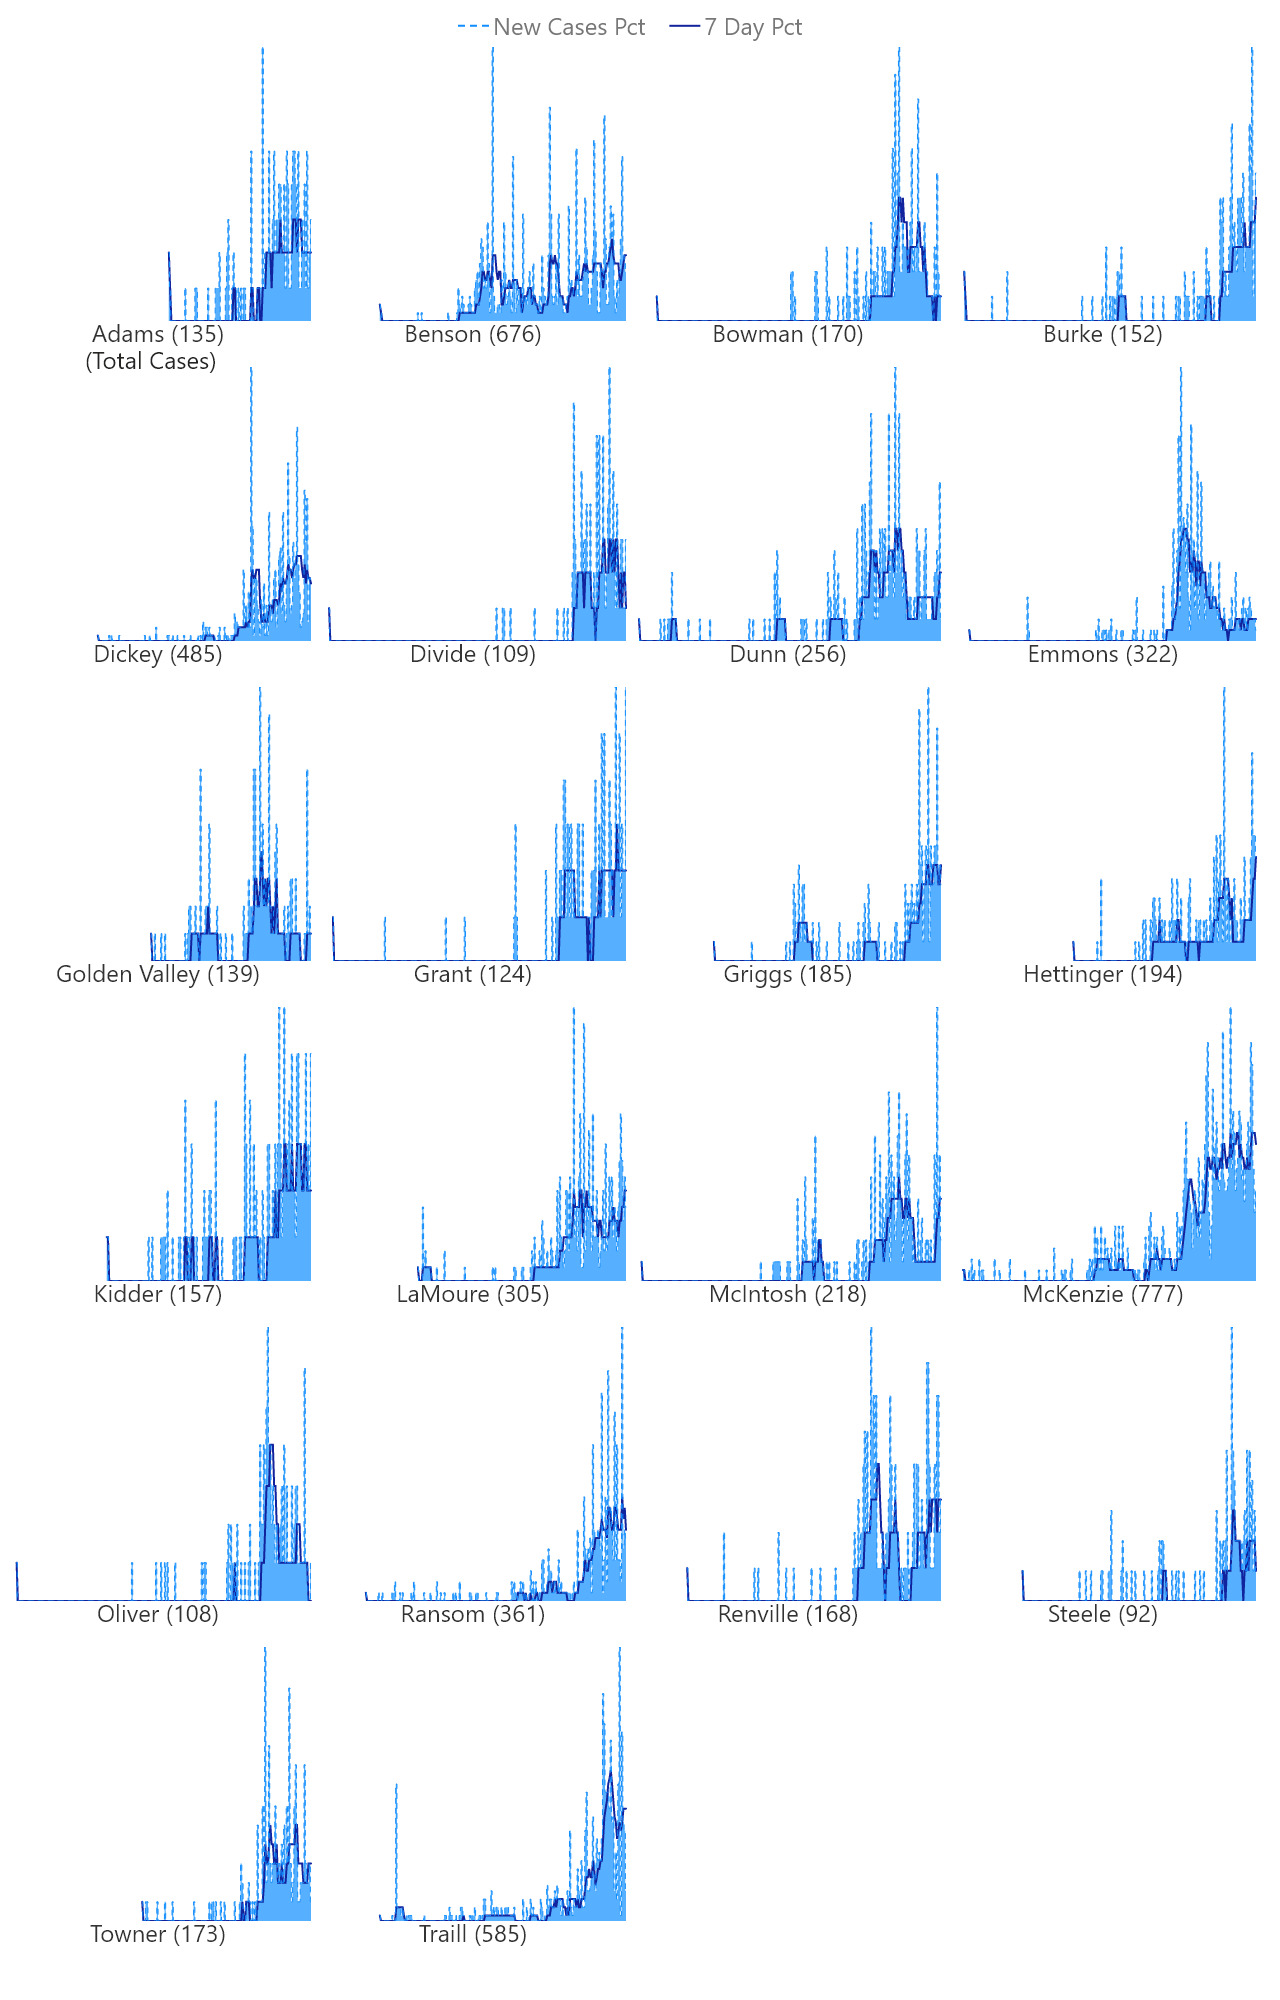 New Cases Pct 7 Day Pct
Adams (135) Benson (676) Bowman (170) Burke (152)
(Total Cases)
Dickey (485) Divide (109) Dunn (256) Emmons (322)
Golden Valley (139) Grant (124) Griggs (185) Hettinger (194)
Kidder (157) LaMoure (305) McIntosh (218) McKenzie (777)
Oliver (108) Ransom (361) Renville (168) Steele (92)
Towner (173) Traill (585)